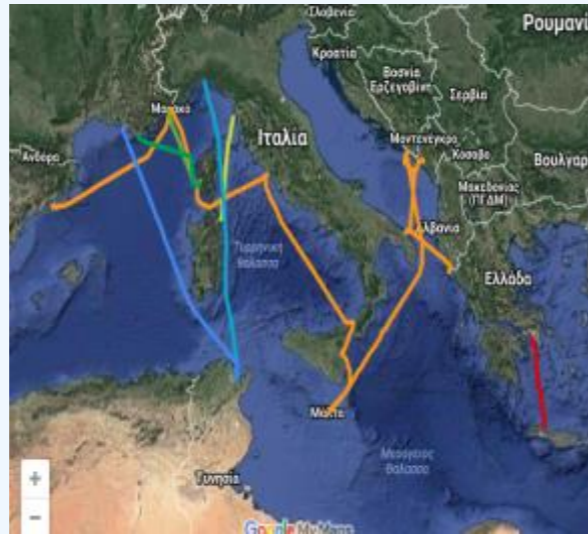 Σλοβενία
Ρουμανί
Κροατία
Βοσνία
Ερζεγοβίνη
Σερβία
Μονακό
Ιταλία
Μοντενέγκρο
Κόσοβο
Βουλγαρ
Ανδόρα
Μακεδονίας
(ΠΓΔΜ)
Αλβανία
Τυρρηνική
Θάλασσα
Ελλάδα
Μάλτα
Μεσόγειος
Θάλασσα
Τυνησία
+
−
Google My Maps